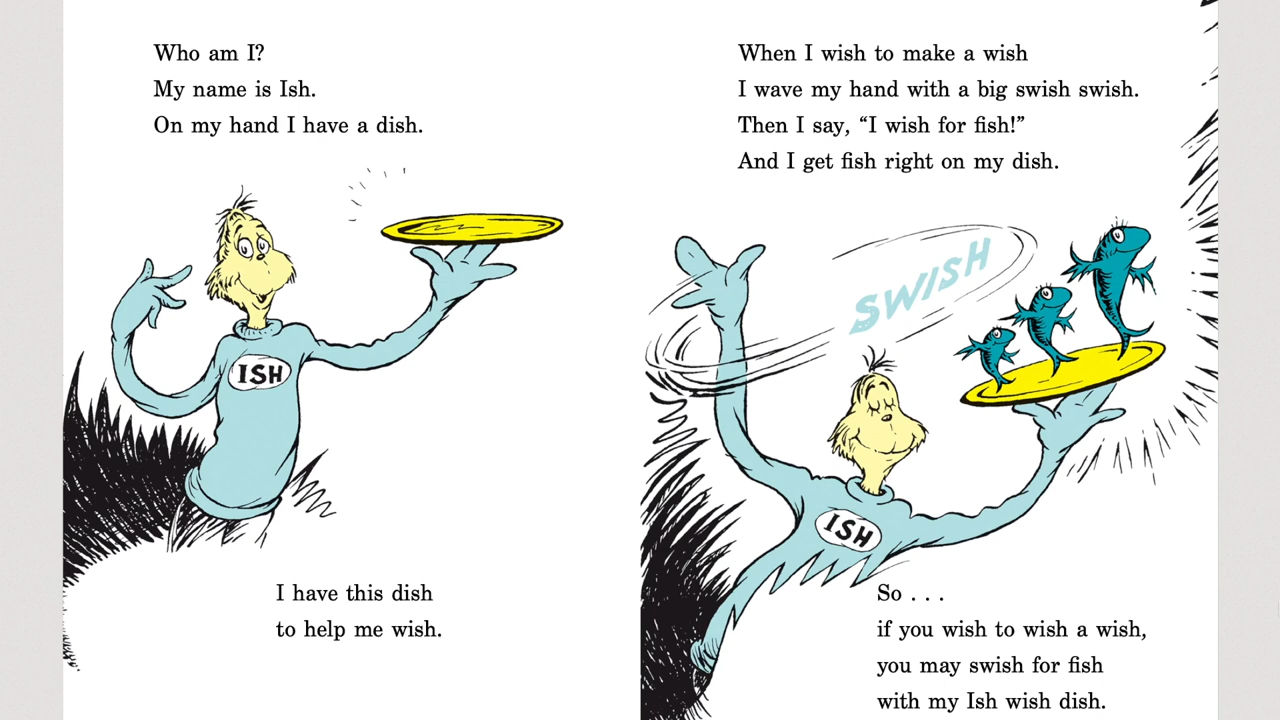 Who am I?
My name is Ish.
On my hand I have a dish.
ISH
I have this dish
to help me wish.
When I wish to make a wish
I wave my hand with a big swish swish.
Then I say, “I wish for fish!”
And I get fish right on my dish.
SWISH
ISH
So . . .
if you wish to wish a wish,
you may swish for fish
with my Ish wish dish.